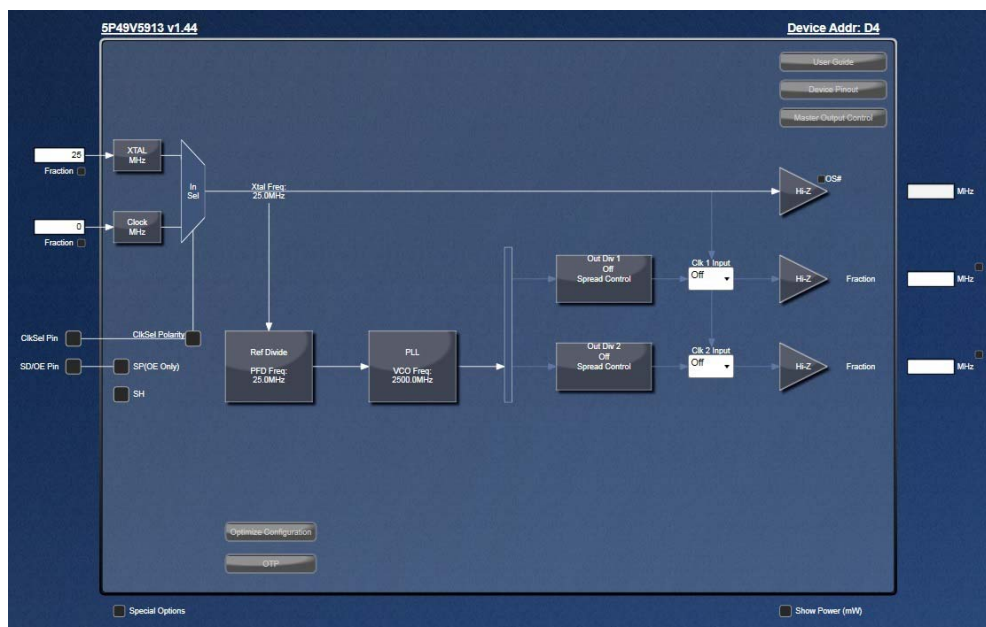 5P49V5913 v1.44
Device Addr: D4
User Guide
Device Pinout
Master Output Control
25
XTAL
MHz
Fraction
In
Sel
Xtal Freq:
25.0MHz
OS#
Hi-Z
MHz
0
Clock
MHz
Fraction
Out Div 1
Off
Spread Control
Clk 1 Input
Off
Hi-Z
Fraction
MHz
ClkSel Pin
ClkSel Polarity
SD/OE Pin
SP(OE Only)
SH
Ref Divide
PFD Freq:
25.0MHz
PLL
VCO Freq:
2500.0MHz
Out Div 2
Off
Spread Control
Clk 2 Input
Off
Hi-Z
Fraction
MHz
Optimize Configuration
OTP
Special Options
Show Power (mW)